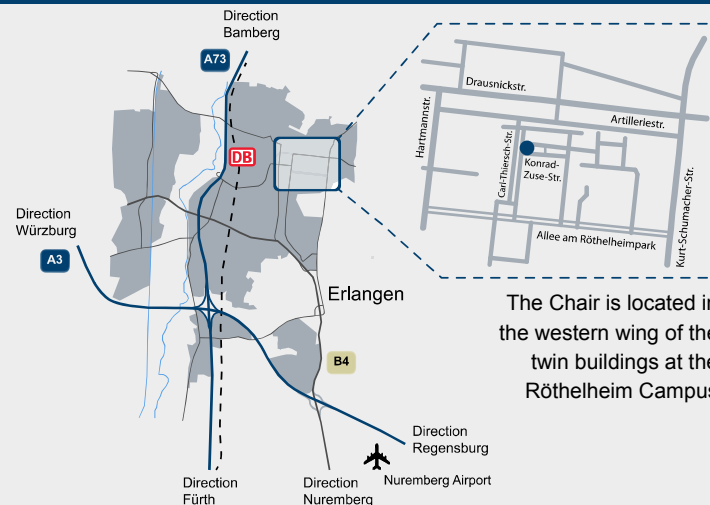 Direction
Bamberg
A73
DB
Direction
Würzburg
A3
Erlangen
B4
Direction
Regensburg
Nuremberg Airport
Direction
Fürth
Direction
Nuremberg
Drausnickstr.
Artilleriestr.
Hartmannstr.
Carl-Thiersch-Str.
Konrad-
Zuse-Str.
Kurt-Schumacher-Str.
Allee am Röthelheimpark
The Chair is located in
the western wing of the
twin buildings at the
Röthelheim Campus